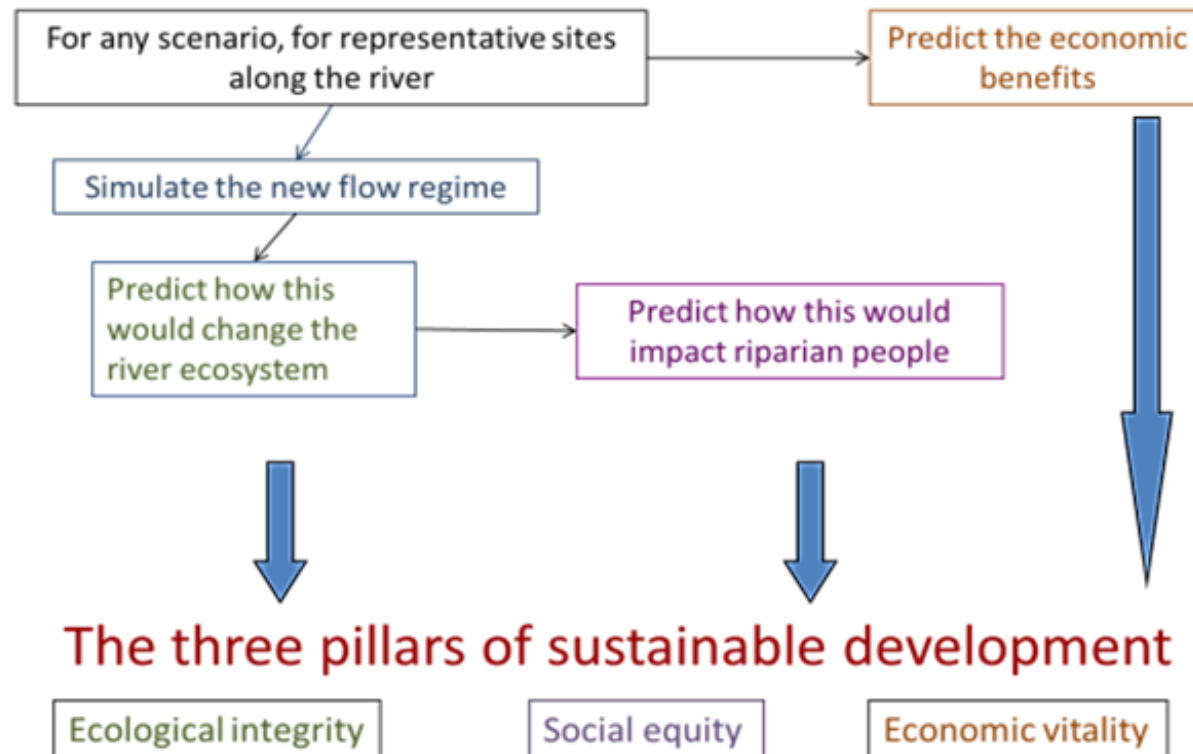 For any scenario, for representative sites
along the river
Predict the economic
benefits
Simulate the new flow regime
Predict how this
would change the
river ecosystem
Predict how this would
impact riparian people
The three pillars of sustainable development
Ecological integrity
Social equity
Economic vitality